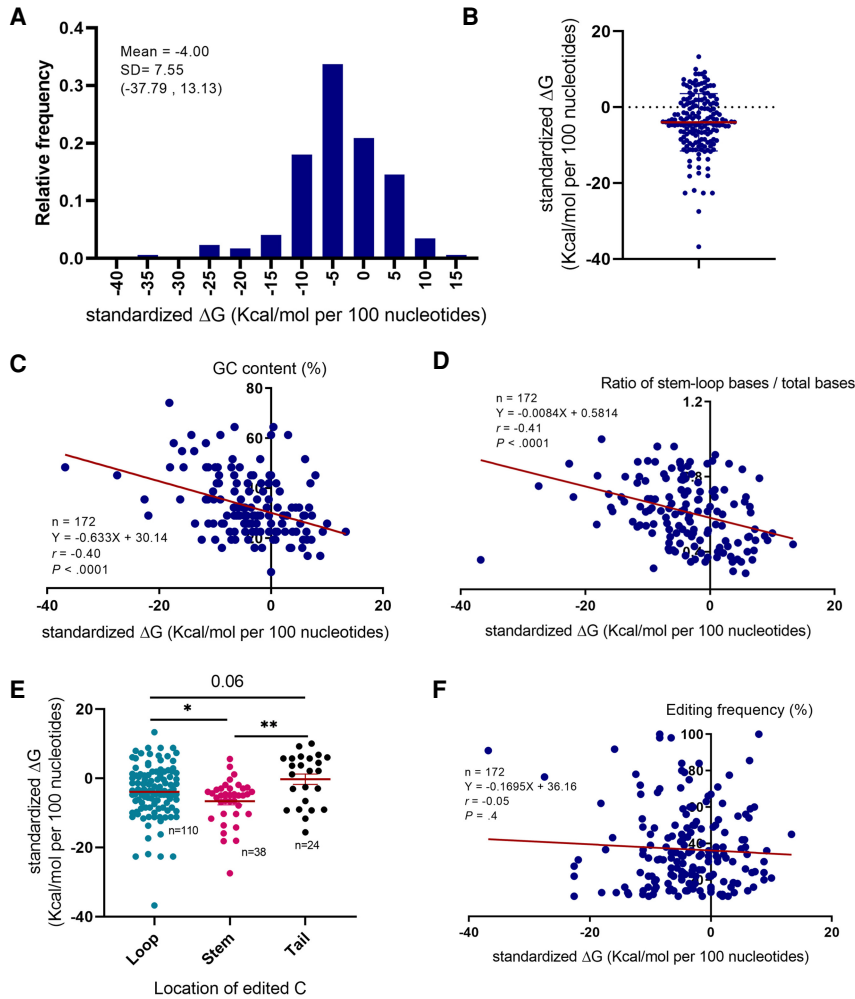 A
Relative frequency
0.4
0.3
0.2
0.1
0.0
Mean = -4.00
SD= 7.55
(-37.79 , 13.13)
-40
-35
-30
-25
-20
-15
-10
-5
0
5
10
15
standardized ΔG (Kcal/mol per 100 nucleotides)
B
standardized ΔG
(Kcal/mol per 100 nucleotides)
20
0
-20
-40
C
GC content (%)
80
60
40
20
n = 172
Y = -0.633X + 30.14
r = -0.40
P < .0001
-40
-20
0
20
standardized ΔG (Kcal/mol per 100 nucleotides)
D
Ratio of stem-loop bases / total bases
n = 172
Y = -0.0084X + 0.5814
r = -0.41
P < .0001
1.2
-40
-20
0
20
standardized ΔG (Kcal/mol per 100 nucleotides)
E
standardized ΔG
(Kcal/mol per 100 nucleotides)
20
0
-20
-40
0.06
*
**
n=110
n=38
n=24
Loop
Stem
Tail
Location of edited C
F
Editing frequency (%)
n = 172
Y = -0.1695X + 36.16
r = -0.05
P = .4
100
80
60
40
-40
-20
0
20
standardized ΔG (Kcal/mol per 100 nucleotides)